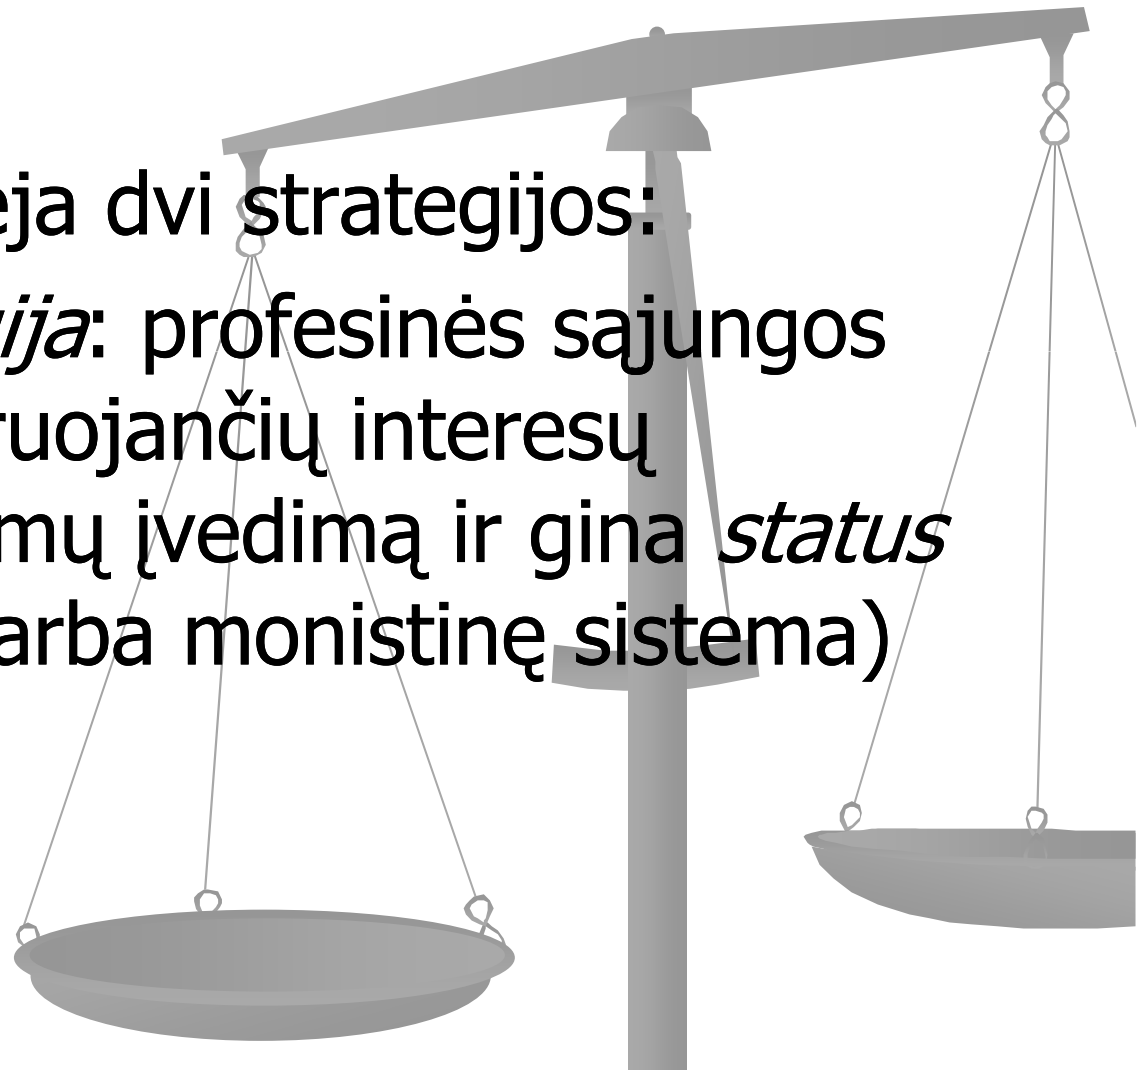 ėja dvi strategijos:
ija: profesinės sąjungos
ruojančių interesų
mų įvedimą ir gina status
arba monistinę sistema)